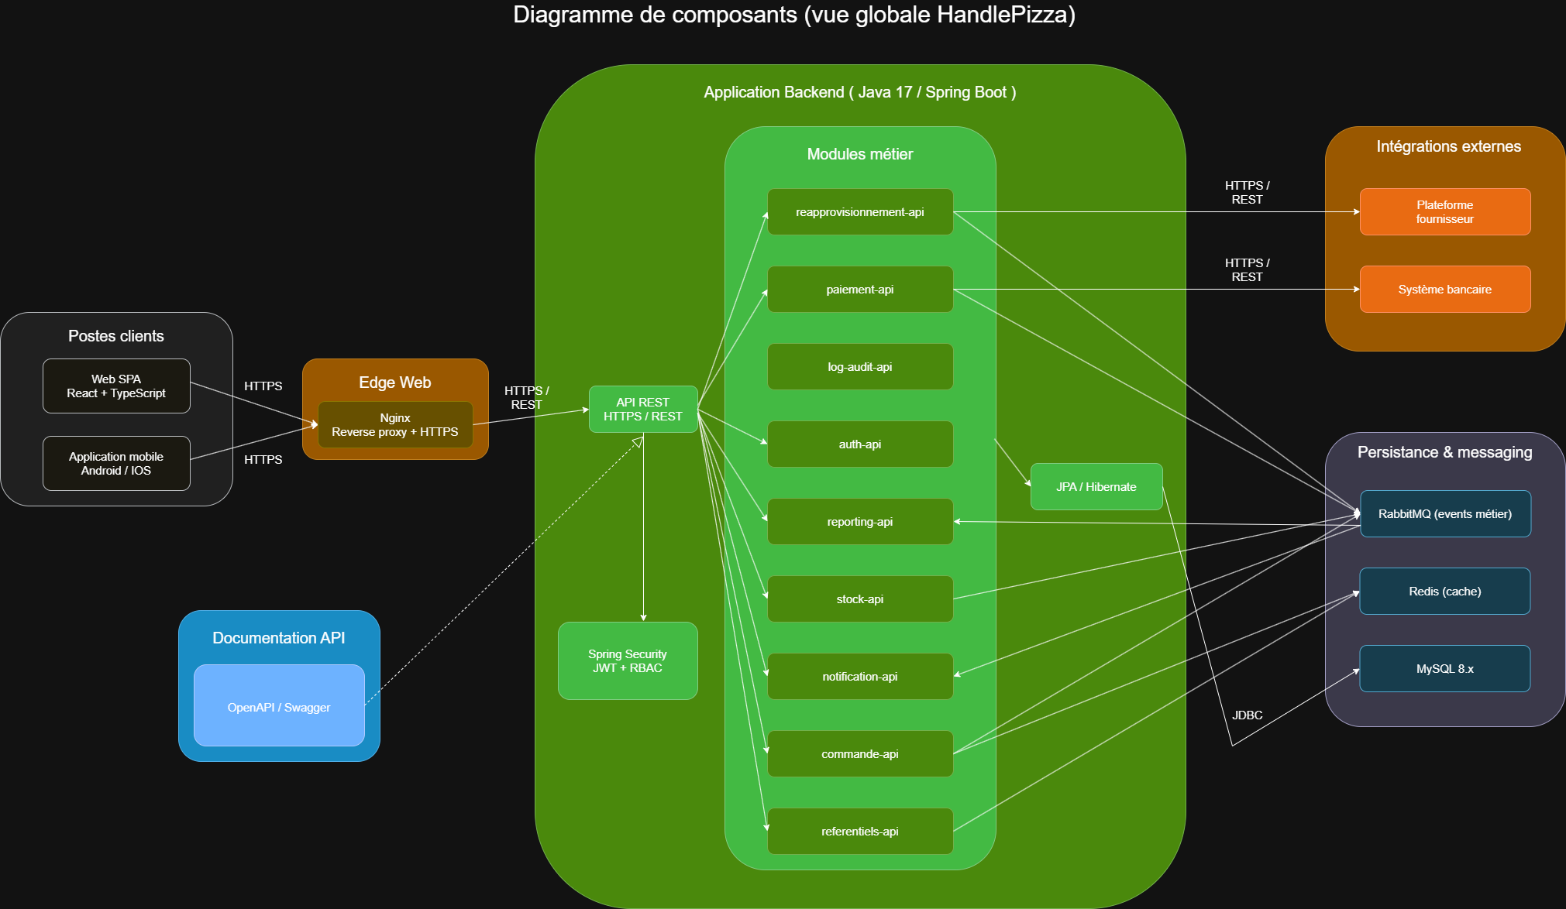 Diagramme de composants (vue globale HandlePizza)
Application Backend ( Java 17 / Spring Boot )
Modules métier
reapprovisionnement-api
paiement-api
log-audit-api
auth-api
reporting-api
stock-api
notification-api
commande-api
referentiels-api
Postes clients
Web SPA
React + TypeScript
Application mobile
Android / IOS
HTTPS
HTTPS
Edge Web
Nginx
Reverse proxy + HTTPS
HTTPS /
REST
API REST
HTTPS / REST
Spring Security
JWT + RBAC
Documentation API
OpenAPI / Swagger
JPA / Hibernate
JDBC
HTTPS /
REST
HTTPS /
REST
Intégrations externes
Plateforme
fournisseur
Système bancaire
Persistance & messaging
RabbitMQ (events métier)
Redis (cache)
MySQL 8.x